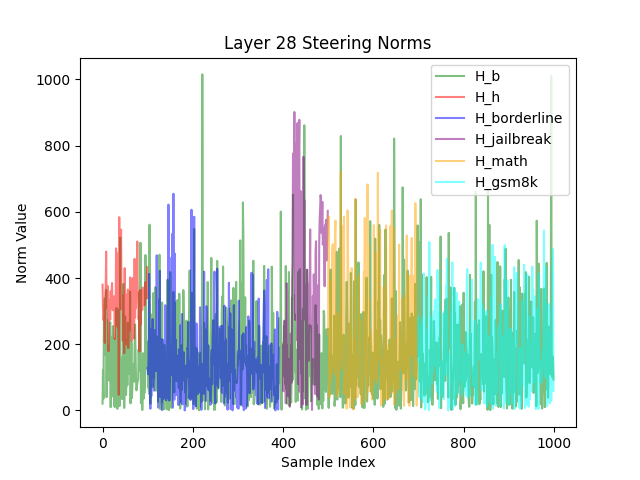 Layer 28 Steering Norms
H_b
H_h
H_borderline
H_jailbreak
H_math
H_gsm8k
Norm Value
1000
800
600
400
200
0
0
200
400
600
800
1000
Sample Index